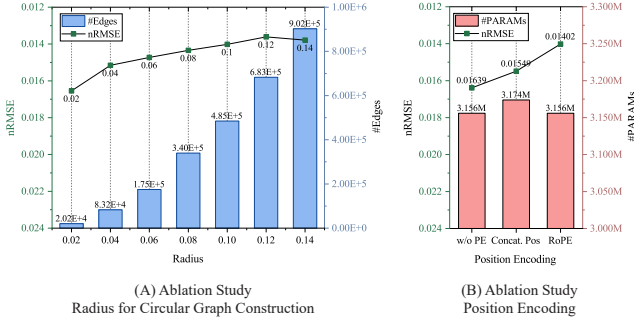 0.012
0.014
0.016
0.018
0.020
0.022
0.024
nRMSE
#Edges
nRMSE
0.02
0.04
0.06
0.08
0.1
0.12
0.14
2.02E+4
8.32E+4
1.75E+5
3.40E+5
4.85E+5
6.83E+5
9.02E+5
1.00E+06
8.00E+05
6.00E+05
4.00E+05
2.00E+05
0.00E+00
#Edges
0.02 0.04 0.06 0.08 0.10 0.12 0.14
Radius
(A) Ablation Study
Radius for Circular Graph Construction
0.012
0.014
0.016
0.018
0.020
0.022
0.024
nRMSE
#PARAMs
nRMSE
0.01639
0.01549
0.01402
3.156M
3.174M
3.156M
3.300M
3.250M
3.200M
3.150M
3.100M
3.050M
3.000M
#PARAMs
w/o PE Concat. Pos RoPE
Position Encoding
(B) Ablation Study
Position Encoding